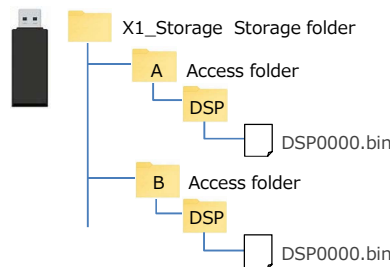 X1_Storage Storage folder
A Access folder
DSP
DSP0000.bin
B Access folder
DSP
DSP0000.bin